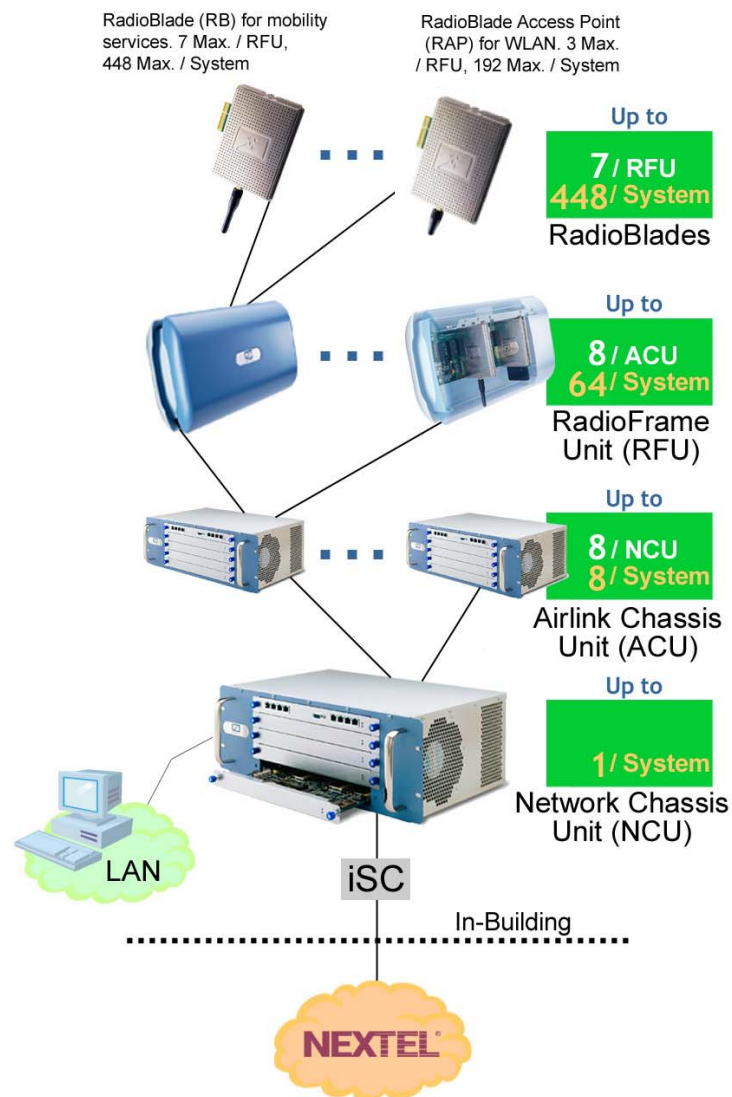 RadioBlade (RB) for mobility
services. 7 Max. / RFU,
448 Max. / System
RadioBlade Access Point
(RAP) for WLAN. 3 Max.
/ RFU, 192 Max. / System
Up to
7/ RFU
448/ System
RadioBlades
Up to
8/ACU
64/ System
RadioFrame
Unit (RFU)
Up to
8/NCU
8/ System
Airlink Chassis
Unit (ACU)
Up to
1/ System
Network Chassis
Unit (NCU)
LAN
iSC
In-Building
NEXTEL®